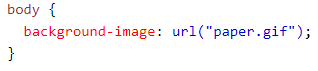 body {
  background-image: url("paper.gif");
}